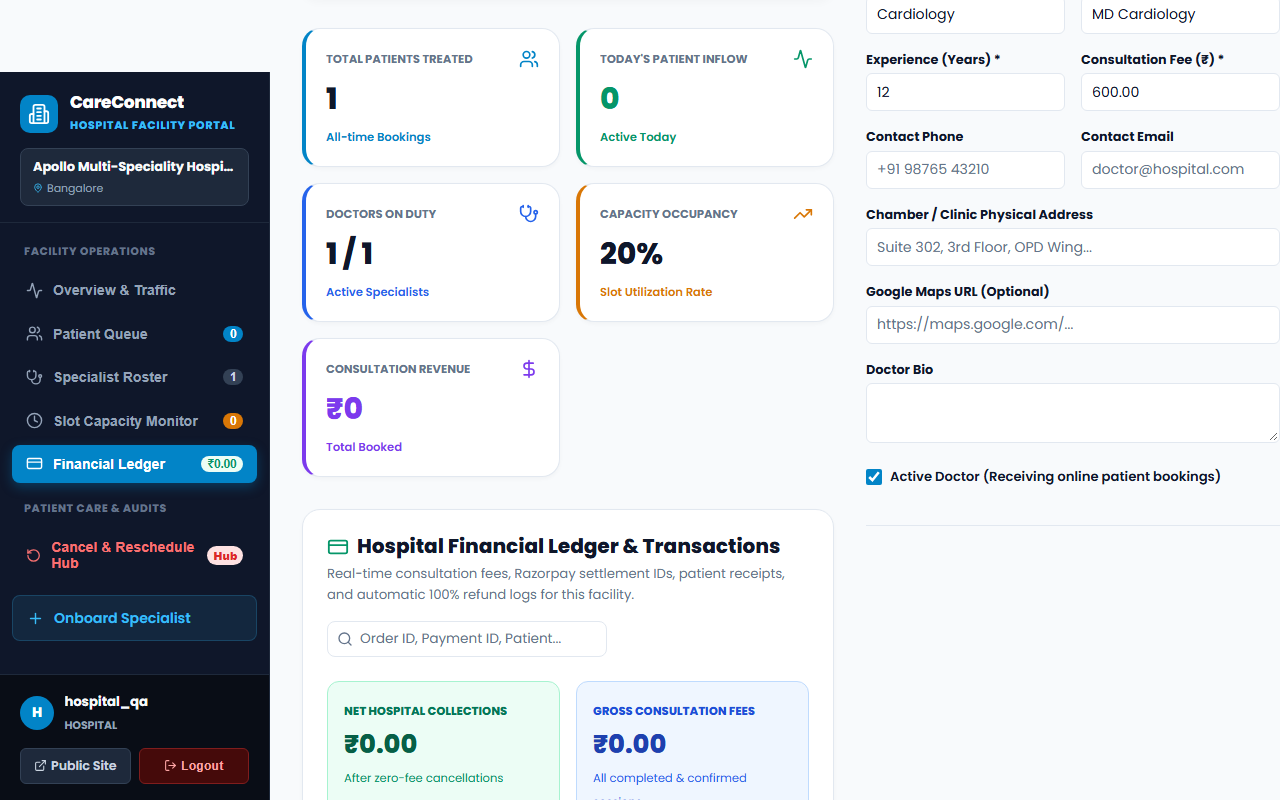 CareConnect
HOSPITAL FACILITY PORTAL
Apollo Multi-Speciality Hospi...
Bangalore
FACILITY OPERATIONS
Overview & Traffic
Patient Queue 0
Specialist Roster 1
Slot Capacity Monitor 0
Financial Ledger ₹0.00
PATIENT CARE & AUDITS
Cancel & Reschedule
Hub
Hub
Onboard Specialist
H
hospital_qa
HOSPITAL
Public Site
Logout
TOTAL PATIENTS TREATED
1
All-time Bookings
TODAY'S PATIENT INFLOW
0
Active Today
DOCTORS ON DUTY
1 / 1
Active Specialists
CAPACITY OCCUPANCY
20%
Slot Utilization Rate
CONSULTATION REVENUE
$
₹0
Total Booked
Hospital Financial Ledger & Transactions
Real-time consultation fees, Razorpay settlement IDs, patient receipts,
and automatic 100% refund logs for this facility.
Order ID, Payment ID, Patient...
NET HOSPITAL COLLECTIONS
₹0.00
After zero-fee cancellations
GROSS CONSULTATION FEES
₹0.00
All completed & confirmed
Cardiology
MD Cardiology
Experience (Years) *
12
Consultation Fee (₹) *
600.00
Contact Phone
+91 98765 43210
Contact Email
doctor@hospital.com
Chamber / Clinic Physical Address
Suite 302, 3rd Floor, OPD Wing...
Google Maps URL (Optional)
https://maps.google.com/...
Doctor Bio
Active Doctor (Receiving online patient bookings)